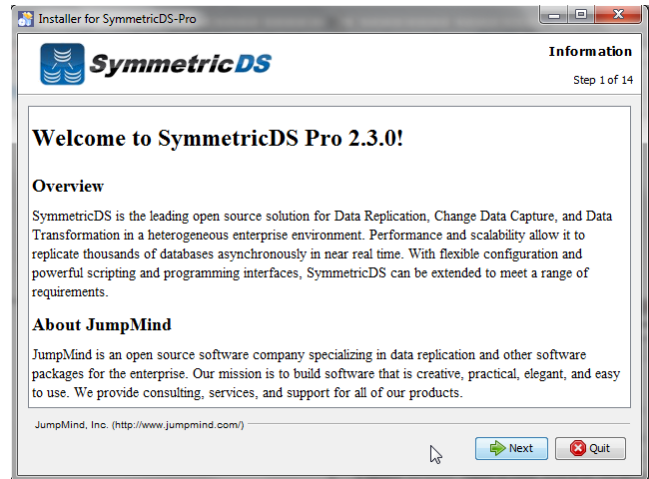 Installer for SymmetricDS-Pro
SymmetricDS
Information
Step 1 of 14
Welcome to SymmetricDS Pro 2.3.0!
Overview
SymmetricDS is the leading open source solution for Data Replication, Change Data Capture, and Data
Transformation in a heterogeneous enterprise environment. Performance and scalability allow it to
replicate thousands of databases asynchronously in near real time. With flexible configuration and
powerful scripting and programming interfaces, SymmetricDS can be extended to meet a range of
requirements.
About JumpMind
JumpMind is an open source software company specializing in data replication and other software
packages for the enterprise. Our mission is to build software that is creative, practical, elegant, and easy
to use. We provide consulting, services, and support for all of our products.
JumpMind, Inc. (http://www.jumpmind.com/)
Next
Quit